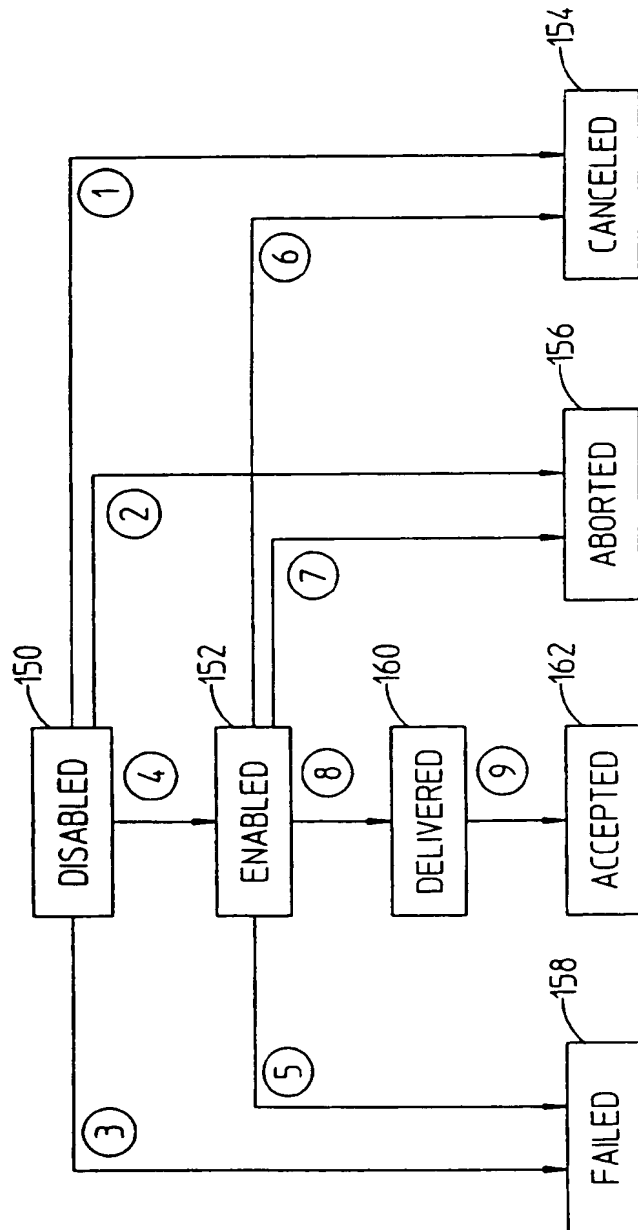 150
DISABLED
3
4
2
1
152
ENABLED
5
8
7
6
160
DELIVERED
9
158
FAILED
162
ACCEPTED
156
ABORTED
154
CANCELED